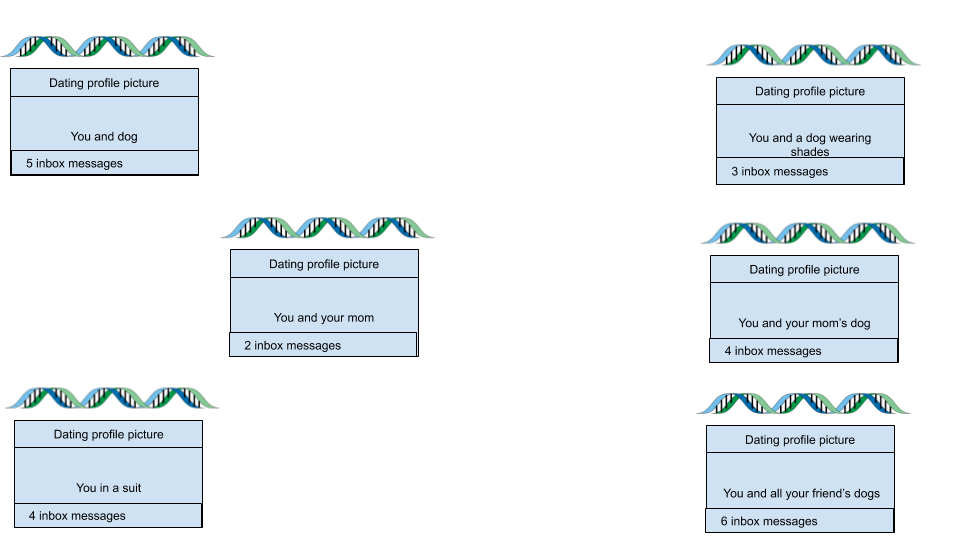 Dating profile picture
You and dog
5 inbox messages
Dating profile picture
You and a dog wearing
shades
3 inbox messages
Dating profile picture
You and your mom
2 inbox messages
Dating profile picture
You and your mom’s dog
4 inbox messages
Dating profile picture
You in a suit
4 inbox messages
Dating profile picture
You and all your friend’s dogs
6 inbox messages